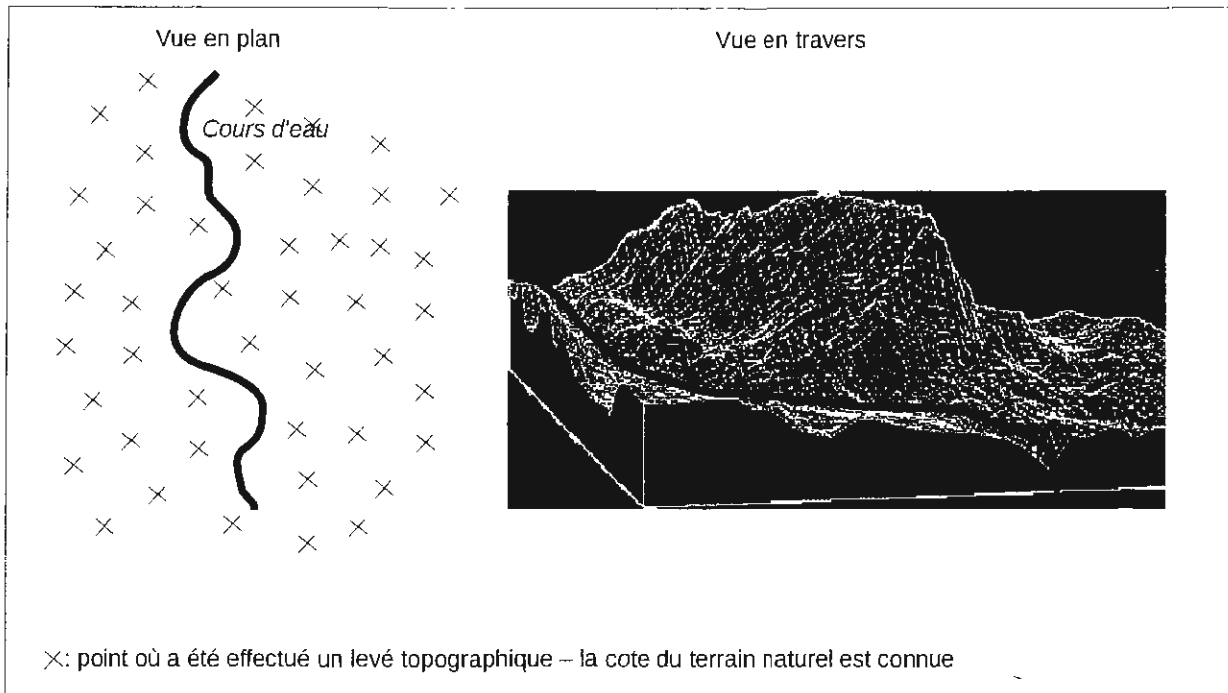 Vue en plan
Vue en travers
Cours d'eau
×: point où a été effectué un levé topographique – la cote du terrain naturel est connue